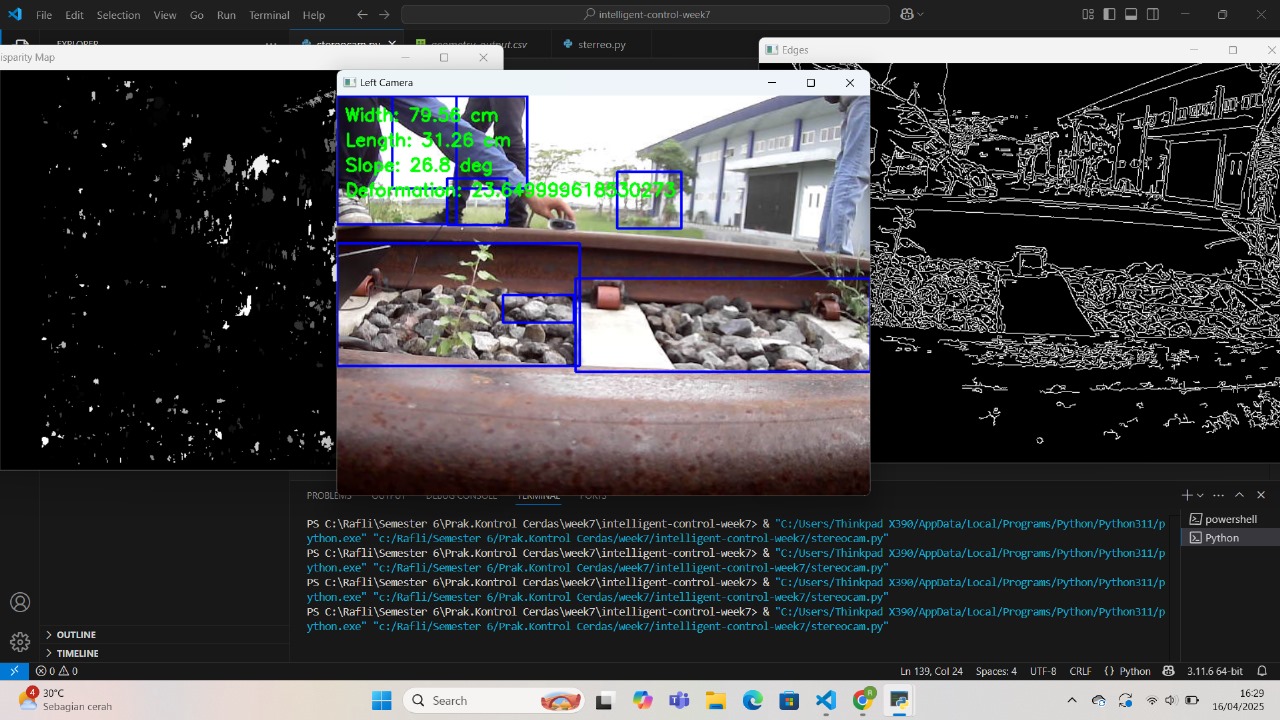 File Edit Selection View Go Run Terminal Help
intelligent-control-week7
EXPLORER
stereocam.py
geometry_output.csv
sterreo.py
isparity Map
Left Camera
Edges
Width: 79.56 cm
Length: 31.26 cm
Slope: 26.8 deg
Deformation: 23.649999618530273
PROBLEMS OUTPUT DEBUG CONSOLE TERMINAL PORTS
PS C:\Rafli\Semester 6\Prak.Kontrol Cerdas\week7\intelligent-control-week7> & "C:/Users/Thinkpad X390/AppData/Local/Programs/Python/Python311/p
ython.exe" "c:/Rafli/Semester 6/Prak.Kontrol Cerdas/week7/intelligent-control-week7/stereocam.py"
PS C:\Rafli\Semester 6\Prak.Kontrol Cerdas\week7\intelligent-control-week7> & "C:/Users/Thinkpad X390/AppData/Local/Programs/Python/Python311/p
ython.exe" "c:/Rafli/Semester 6/Prak.Kontrol Cerdas/week7/intelligent-control-week7/stereocam.py"
PS C:\Rafli\Semester 6\Prak.Kontrol Cerdas\week7\intelligent-control-week7> & "C:/Users/Thinkpad X390/AppData/Local/Programs/Python/Python311/p
ython.exe" "c:/Rafli/Semester 6/Prak.Kontrol Cerdas/week7/intelligent-control-week7/stereocam.py"
PS C:\Rafli\Semester 6\Prak.Kontrol Cerdas\week7\intelligent-control-week7> & "C:/Users/Thinkpad X390/AppData/Local/Programs/Python/Python311/p
ython.exe" "c:/Rafli/Semester 6/Prak.Kontrol Cerdas/week7/intelligent-control-week7/stereocam.py"
powershell
Python
OUTLINE
TIMELINE
0 0
Ln 139, Col 24 Spaces: 4 UTF-8 CRLF { } Python 3.11.6 64-bit
4
30°C
Sebagian cerah
Search
R
16:29
16/04/2025